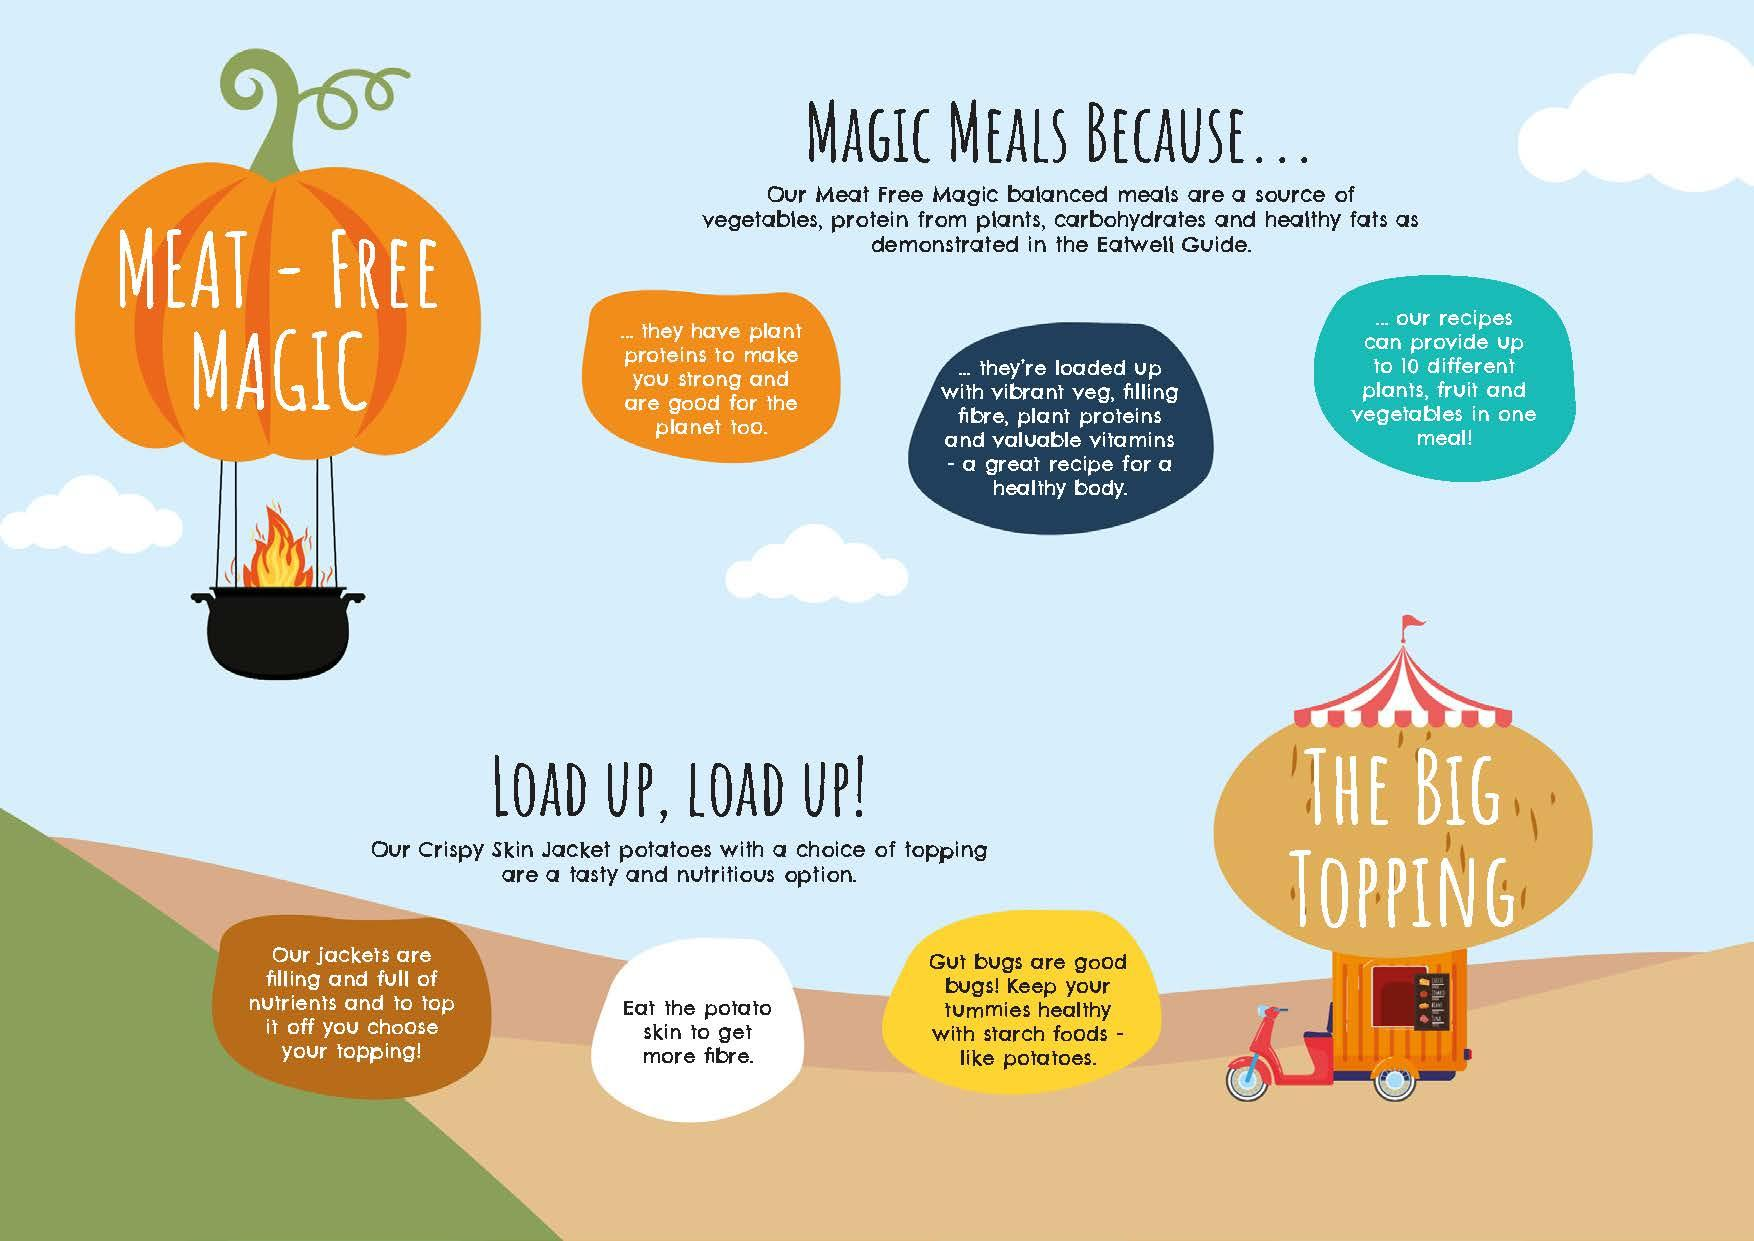 MEAT - FREE
MAGIC
MAGIC MEALS BECAUSE...
Our Meat Free Magic balanced meals are a source of
vegetables, protein from plants, carbohydrates and healthy fats as
demonstrated in the Eatwell Guide.
... they have plant
proteins to make
you strong and
are good for the
planet too.
... they're loaded up
with vibrant veg, filling
fibre, plant proteins
and valuable vitamins
- a great recipe for a
healthy body.
... our recipes
can provide up
to 10 different
plants, fruit and
vegetables in one
meal!
LOAD UP, LOAD UP!
Our Crispy Skin Jacket potatoes with a choice of topping
are a tasty and nutritious option.
Our jackets are
filling and full of
nutrients and to top
it off you choose
your topping!
Eat the potato
skin to get
more fibre.
Gut bugs are good
bugs! Keep your
tummies healthy
with starch foods -
like potatoes.
THE BIG
TOPPING